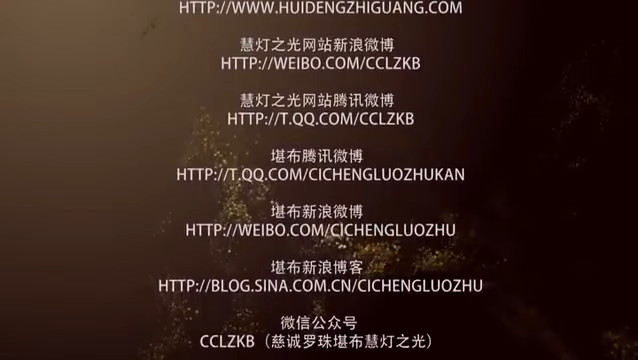 HTTP://WWW.HUIDENGZHIGUANG.COM
慧灯之光网站新浪微博
HTTP://WEIBO.COM/CCLZKB
慧灯之光网站腾讯微博
HTTP://T.QQ.COM/CCLZKB
堪布腾讯微博
HTTP://T.QQ.COM/CICHENGLUOZHUKAN
堪布新浪微博
HTTP://WEIBO.COM/CICHENGLUOZHU
堪布新浪博客
HTTP://BLOG.SINA.COM.CN/CICHENGLUOZHU
微信公众号
CCLZKB（慈诚罗珠堪布慧灯之光）